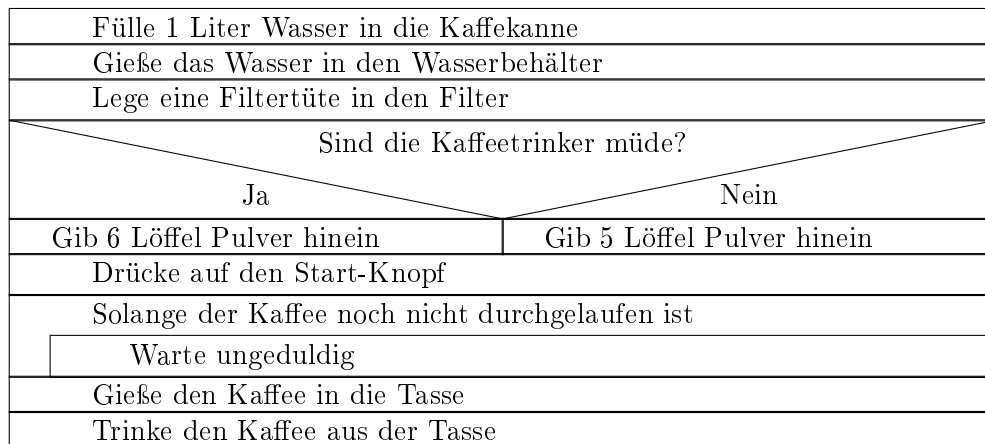 Fülle 1 Liter Wasser in die Kaffekanne
Gieße das Wasser in den Wasserbehälter
Lege eine Filtertüte in den Filter
Sind die Kaffeetrinker müde?
Ja Nein
Gib 6 Löffel Pulver hinein Gib 5 Löffel Pulver hinein
Drücke auf den Start-Knopf
Solange der Kaffee noch nicht durchgelaufen ist
Warte ungeduldig
Gieße den Kaffee in die Tasse
Trinke den Kaffee aus der Tasse